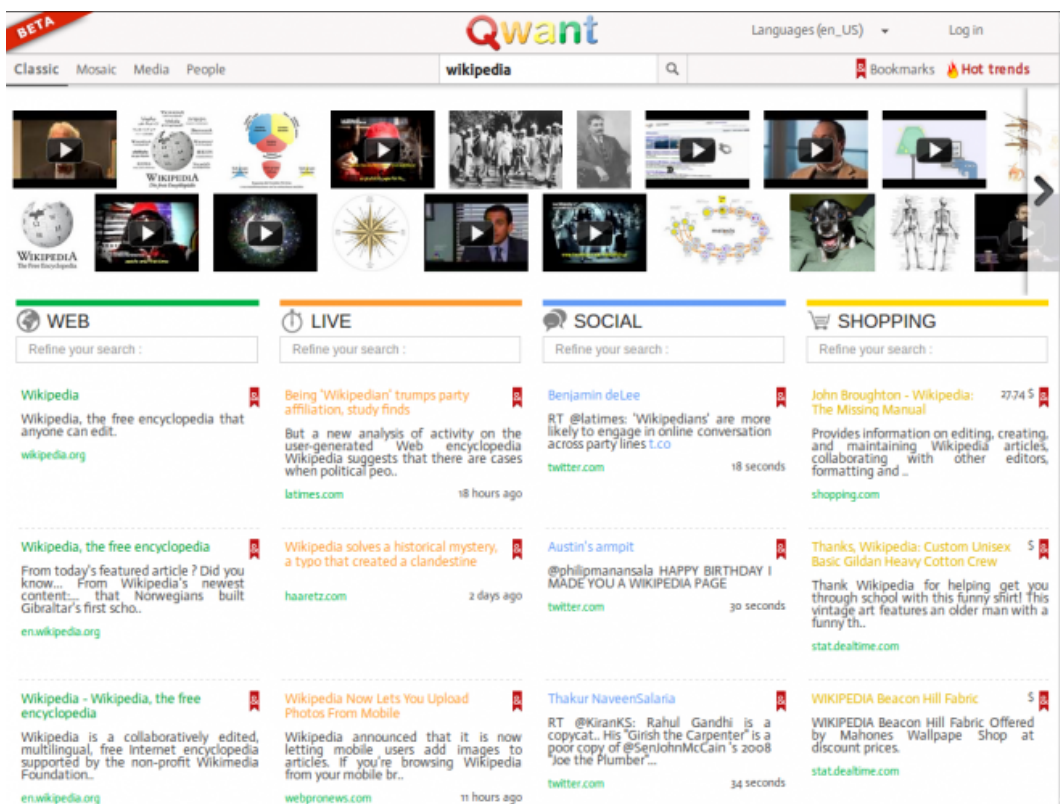 BETA
Qwant
Languages (en_US)
Log in
Classic Mosaic Media People
wikipedia
Bookmarks
Hot trends
WIKIPEDIA
The Free Encyclopedia
WIKIPEDIA
The Free Encyclopedia
WEB
Refine your search :
Wikipedia
Wikipedia, the free encyclopedia that
anyone can edit.
wikipedia.org
Wikipedia, the free encyclopedia
From today's featured article ? Did you
know... From Wikipedia's newest
content:... that Norwegians built
Gibraltar's first scho..
en.wikipedia.org
Wikipedia - Wikipedia, the free
encyclopedia
Wikipedia is a collaboratively edited,
multilingual, free Internet encyclopedia
supported by the non-profit Wikimedia
Foundation..
en.wikipedia.org
LIVE
Refine your search :
Being 'Wikipedian' trumps party
affiliation, study finds
But a new analysis of activity on the
user-generated Web encyclopedia
Wikipedia suggests that there are cases
when political peo..
latimes.com
18 hours ago
Wikipedia solves a historical mystery,
a typo that created a clandestine
haaretz.com
2 days ago
Wikipedia Now Lets You Upload
Photos From Mobile
Wikipedia announced that it is now
letting mobile users add images to
articles. If you're browsing Wikipedia
from your mobile br..
webpronews.com
11 hours ago
SOCIAL
Refine your search :
Benjamin deLee
RT @latimes: 'Wikipedians' are more
likely to engage in online conversation
across party lines t.co
twitter.com
18 seconds
Austin's armpit
@philipmanansala HAPPY BIRTHDAY I
MADE YOU A WIKIPEDIA PAGE
twitter.com
30 seconds
Thakur NaveenSalaria
RT @KiranKS: Rahul Gandhi is a
copycat.. His "Girish the Carpenter" is a
poor copy of @SenJohnMcCain 's 2008
"Joe the Plumber"...
twitter.com
34 seconds
SHOPPING
Refine your search :
John Broughton - Wikipedia:
The Missing Manual
27.74 $
Provides information on editing, creating,
and maintaining Wikipedia articles,
collaborating with other editors,
formatting and ..
shopping.com
Thanks, Wikipedia: Custom Unisex
Basic Gildan Heavy Cotton Crew
$
Thank Wikipedia for helping get you
through school with this funny shirt! This
vintage art features an older man with a
funny th..
stat.dealtime.com
WIKIPEDIA Beacon Hill Fabric
$
WIKIPEDIA Beacon Hill Fabric Offered
by Mahones Wallpape Shop at
discount prices.
stat.dealtime.com